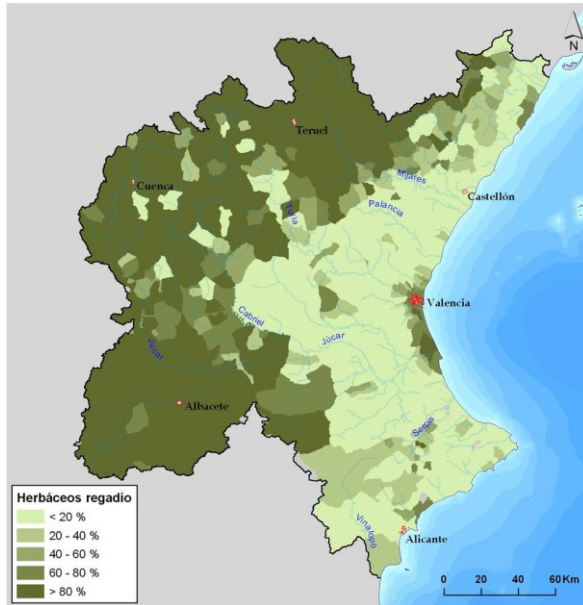 N
Teruel
Cuenca
Mijares
Castellón
Palancia
Turia
Valencia
Cabriel
Júcar
Júcar
Albacete
Serpis
Vinalopó
Alicante
Herbáceos regadío
< 20 %
20 - 40 %
40 - 60 %
60 - 80 %
> 80 %
0 20 40 60 Km